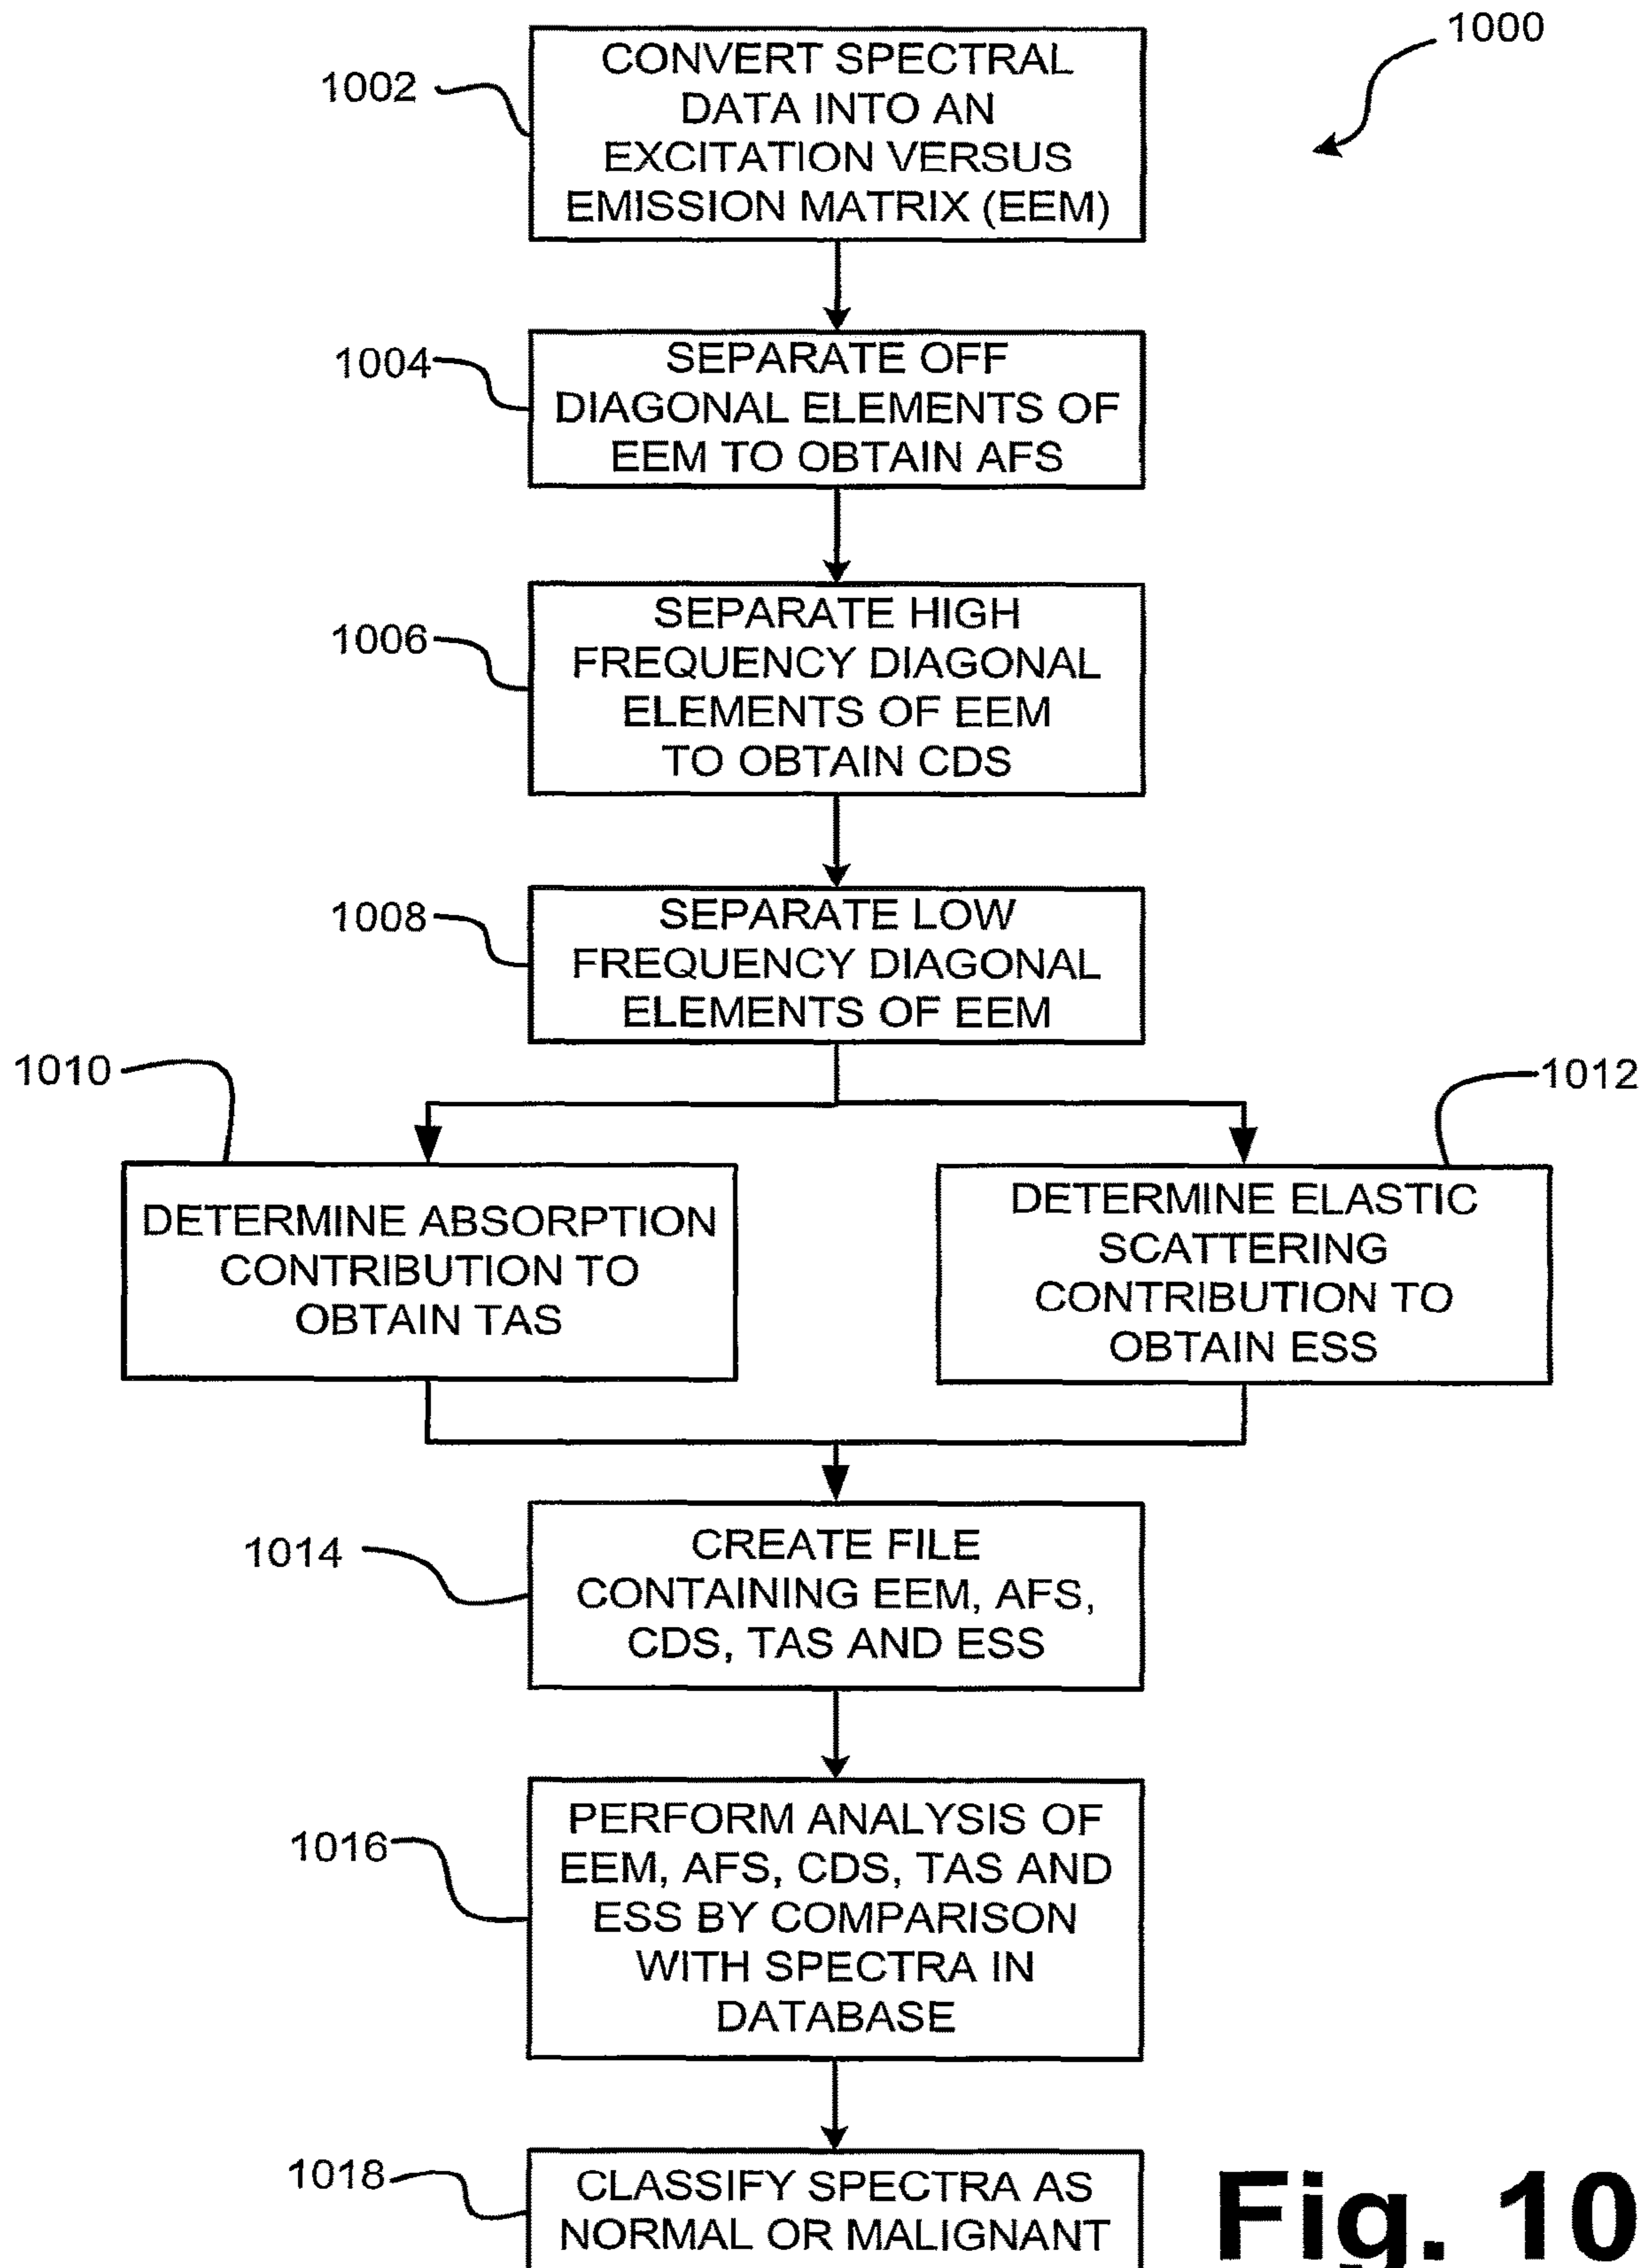 1000
1002
CONVERT SPECTRAL
DATA INTO AN
EXCITATION VERSUS
EMISSION MATRIX (EEM)
1004
SEPARATE OFF
DIAGONAL ELEMENTS OF
EEM TO OBTAIN AFS
1006
SEPARATE HIGH
FREQUENCY DIAGONAL
ELEMENTS OF EEM
TO OBTAIN CDS
1008
SEPARATE LOW
FREQUENCY DIAGONAL
ELEMENTS OF EEM
1010
DETERMINE ABSORPTION
CONTRIBUTION TO
OBTAIN TAS
1012
DETERMINE ELASTIC
SCATTERING
CONTRIBUTION TO
OBTAIN ESS
1014
CREATE FILE
CONTAINING EEM, AFS,
CDS, TAS AND ESS
1016
PERFORM ANALYSIS OF
EEM, AFS, CDS, TAS AND
ESS BY COMPARISON
WITH SPECTRA IN
DATABASE
1018
CLASSIFY SPECTRA AS
NORMAL OR MALIGNANT
Fig. 10